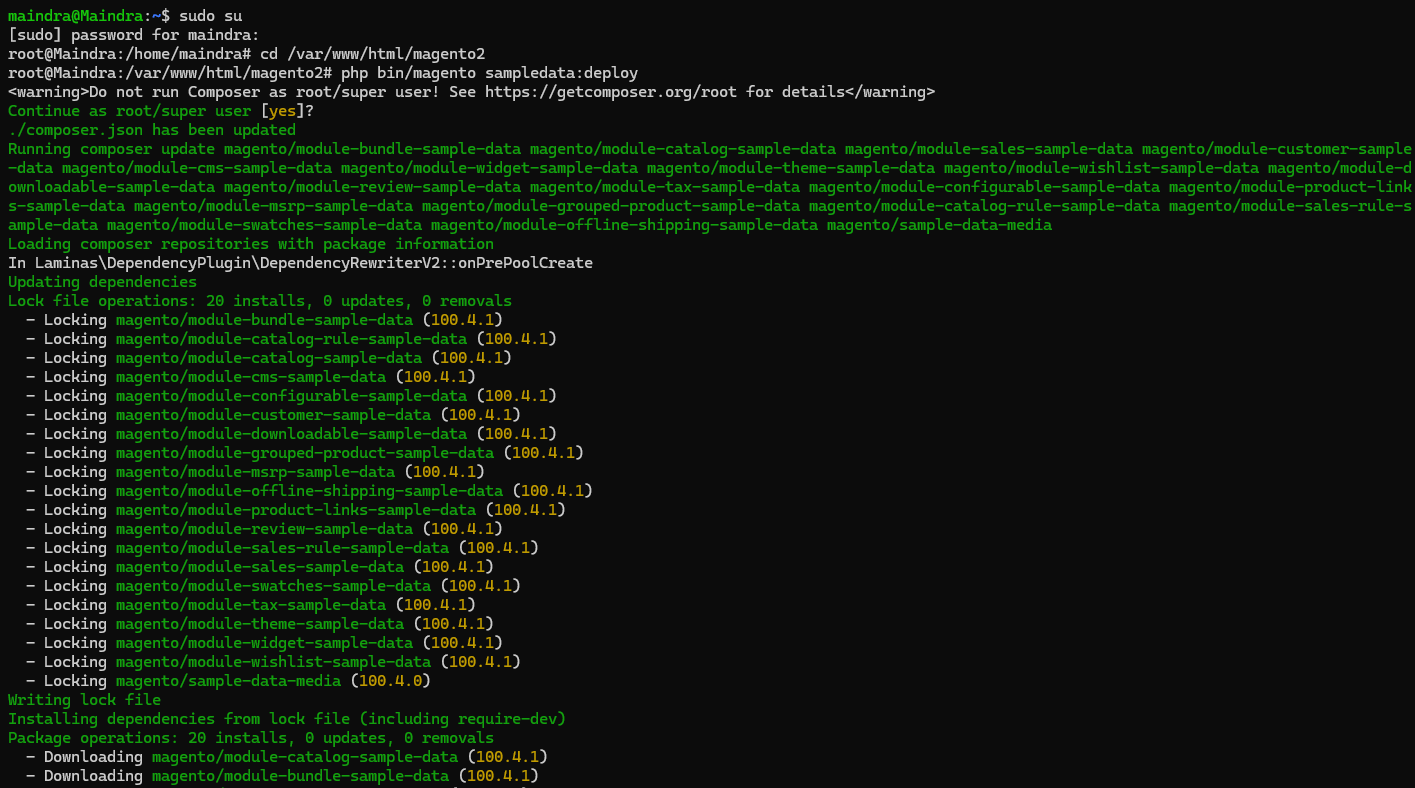 maindra@Maindra:~$ sudo su
[sudo] password for maindra:
root@Maindra:/home/maindra# cd /var/www/html/magento2
root@Maindra:/var/www/html/magento2# php bin/magento sampledata:deploy
<warning>Do not run Composer as root/super user! See https://getcomposer.org/root for details</warning>
Continue as root/super user [yes]?
./composer.json has been updated
Running composer update magento/module-bundle-sample-data magento/module-catalog-sample-data magento/module-sales-sample-data magento/module-customer-sample
-data magento/module-cms-sample-data magento/module-widget-sample-data magento/module-theme-sample-data magento/module-wishlist-sample-data magento/module-d
ownloadable-sample-data magento/module-review-sample-data magento/module-tax-sample-data magento/module-configurable-sample-data magento/module-product-link
s-sample-data magento/module-msrp-sample-data magento/module-grouped-product-sample-data magento/module-catalog-rule-sample-data magento/module-sales-rule-s
ample-data magento/module-swatches-sample-data magento/module-offline-shipping-sample-data magento/sample-data-media
Loading composer repositories with package information
In Laminas\DependencyPlugin\DependencyRewriterV2::onPrePoolCreate
Updating dependencies
Lock file operations: 20 installs, 0 updates, 0 removals
  - Locking magento/module-bundle-sample-data (100.4.1)
  - Locking magento/module-catalog-rule-sample-data (100.4.1)
  - Locking magento/module-catalog-sample-data (100.4.1)
  - Locking magento/module-cms-sample-data (100.4.1)
  - Locking magento/module-configurable-sample-data (100.4.1)
  - Locking magento/module-customer-sample-data (100.4.1)
  - Locking magento/module-downloadable-sample-data (100.4.1)
  - Locking magento/module-grouped-product-sample-data (100.4.1)
  - Locking magento/module-msrp-sample-data (100.4.1)
  - Locking magento/module-offline-shipping-sample-data (100.4.1)
  - Locking magento/module-product-links-sample-data (100.4.1)
  - Locking magento/module-review-sample-data (100.4.1)
  - Locking magento/module-sales-rule-sample-data (100.4.1)
  - Locking magento/module-sales-sample-data (100.4.1)
  - Locking magento/module-swatches-sample-data (100.4.1)
  - Locking magento/module-tax-sample-data (100.4.1)
  - Locking magento/module-theme-sample-data (100.4.1)
  - Locking magento/module-widget-sample-data (100.4.1)
  - Locking magento/module-wishlist-sample-data (100.4.1)
  - Locking magento/sample-data-media (100.4.0)
Writing lock file
Installing dependencies from lock file (including require-dev)
Package operations: 20 installs, 0 updates, 0 removals
  - Downloading magento/module-catalog-sample-data (100.4.1)
  - Downloading magento/module-bundle-sample-data (100.4.1)